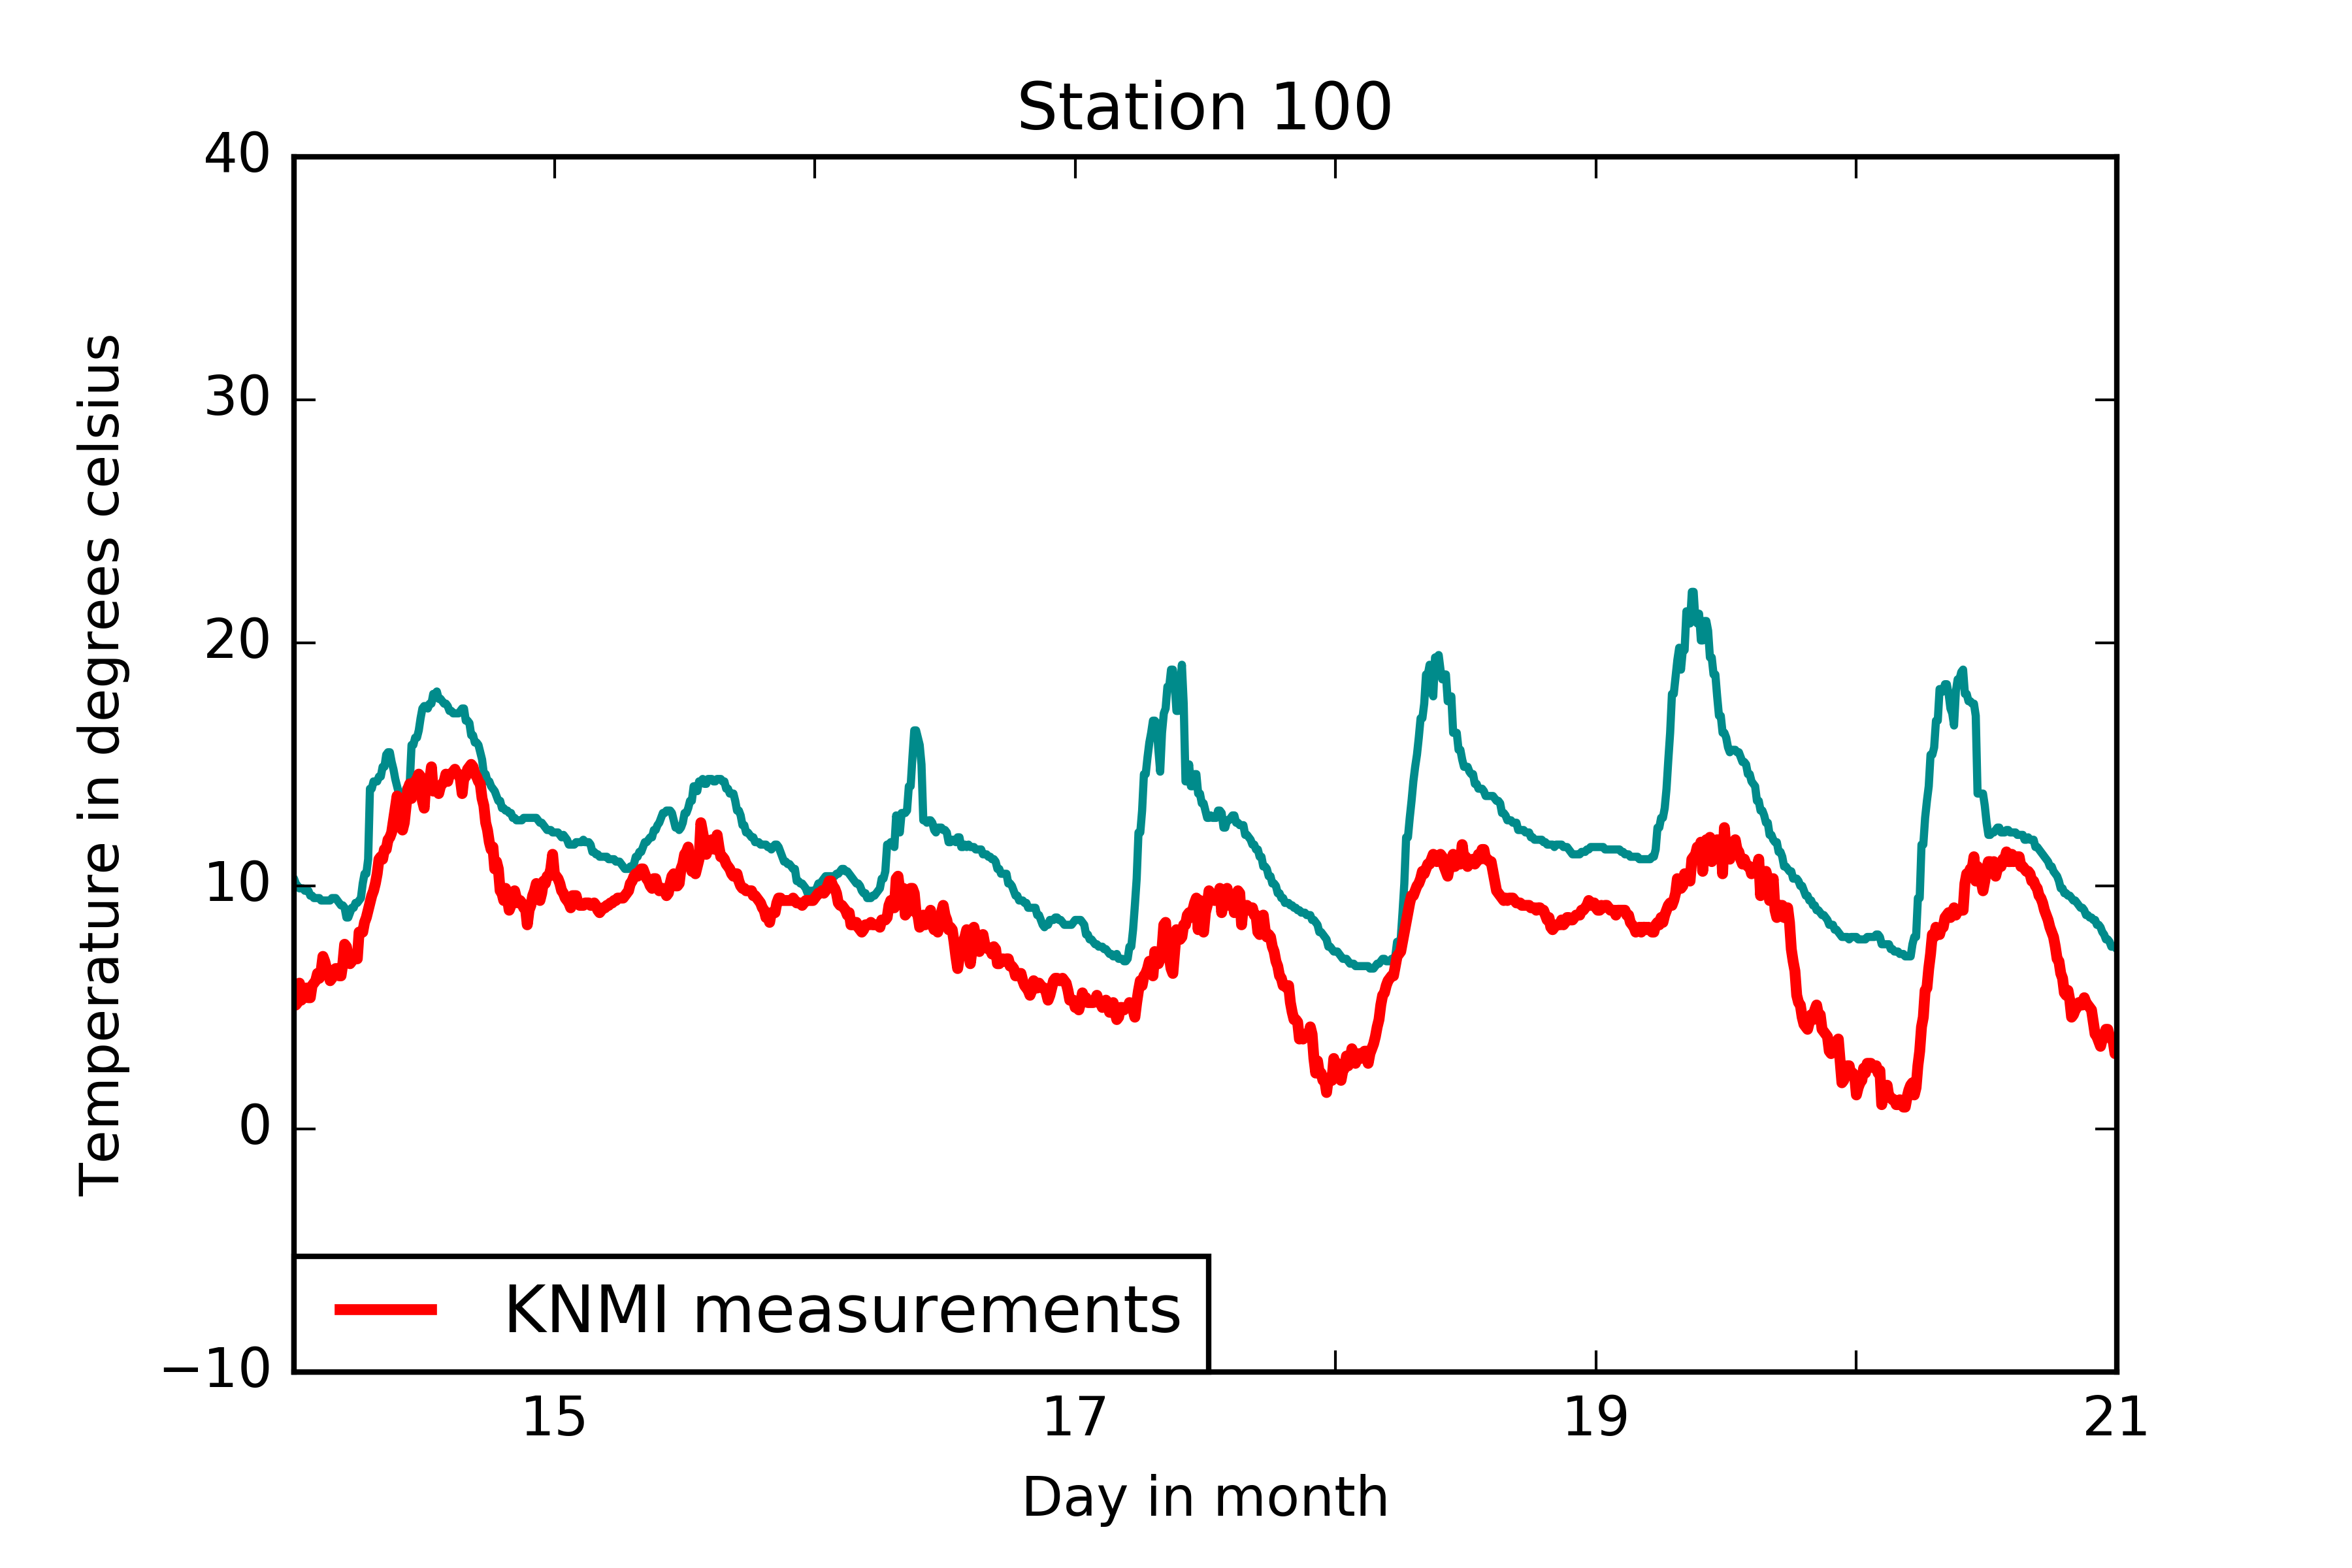 Station 100
Temperature in degrees celsius
40
30
20
10
0
−10
KNMI measurements
15 17 19 21
Day in month